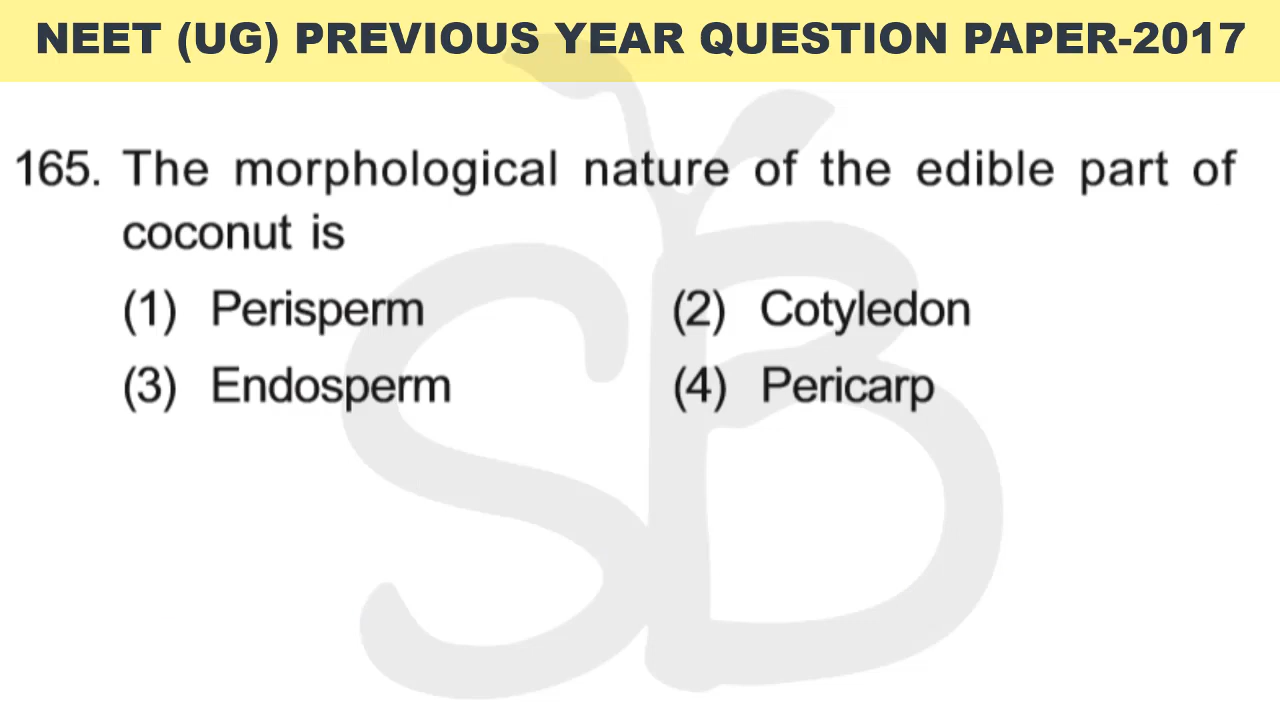 NEET (UG) PREVIOUS YEAR QUESTION PAPER-2017
165. The morphological nature of the edible part of
coconut is
(1) Perisperm (2) Cotyledon
(3) Endosperm (4) Pericarp
SB